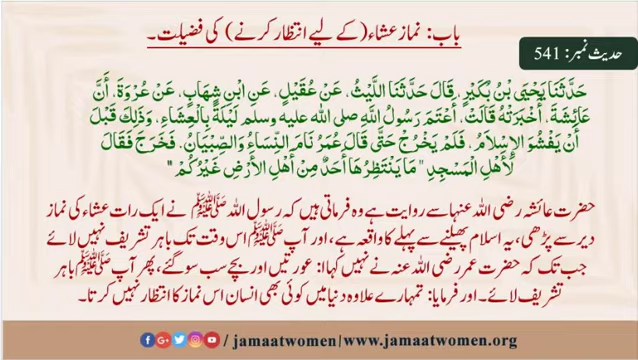 باب: نماز عشاء (کے لیے انتظار کرنے) کی فضیلت۔
حدیث نمبر: 541
حَدَّثَنَا يَحْيَى بْنُ بُكَيْرٍ، قَالَ حَدَّثَنَا اللَّيْثُ، عَنْ عُقَيْلٍ، عَنِ ابْنِ شِهَابٍ، عَنْ عُرْوَةَ، أَنَّ
عَائِشَةَ، أَخْبَرَتْهُ قَالَتْ، أَعْتَمَ رَسُولُ اللَّهِ صلى الله عليه وسلم لَيْلَةً بِالْعِشَاءِ، وَذَلِكَ قَبْلَ
أَنْ يَفْشُوَ الإِسْلاَمُ، فَلَمْ يَخْرُجْ حَتَّى قَالَ عُمَرُ نَامَ النِّسَاءُ وَالصِّبْيَانُ. فَخَرَجَ فَقَالَ
لأَهْلِ الْمَسْجِدِ " مَا يَنْتَظِرُهَا أَحَدٌ مِنْ أَهْلِ الأَرْضِ غَيْرُكُمْ "
حضرت عائشہ رضی اللہ عنہا سے روایت ہے وہ فرماتی ہیں کہ رسول اللہ ﷺ نے ایک رات عشاء کی نماز
دیر سے پڑھی، یہ اسلام پھیلنے سے پہلے کا واقعہ ہے، اور آپ ﷺ اس وقت تک باہر تشریف نہیں لائے
جب تک کہ حضرت عمر رضی اللہ عنہ نے نہیں کہا: عورتیں اور بچے سب سو گئے، پھر آپ ﷺ باہر
تشریف لائے۔ اور فرمایا: تمہارے علاوہ دنیا میں کوئی بھی انسان اس نماز کا انتظار نہیں کرتا۔
/ jamaatwomen | www.jamaatwomen.org